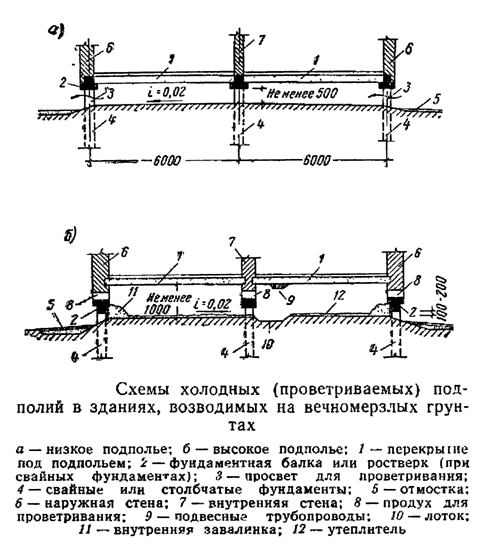 а)
6 1 7 1 6
2 3 i=0,02 Не менее 500 3 5
4 4 4
6000 6000
б)
6 1 7 1 6
11 8 8
8 Не менее 1000 i=0,02 9 12 2 100-200
5 2
4 4 10 4
Схемы холодных (проветриваемых) под-
полий в зданиях, возводимых на вечномерзлых грун-
тах
а — низкое подполье; б — высокое подполье; 1 — перекрытие
под подпольем; 2 — фундаментная балка или ростверк (при
свайных фундаментах); 3 — просвет для проветривания;
4 — свайные или столбчатые фундаменты; 5 — отмостка;
6 — наружная стена; 7 — внутренняя стена; 8 — продух для
проветривания; 9 — подвесные трубопроводы; 10 — лоток;
11 — внутренняя завалинка; 12 — утеплитель